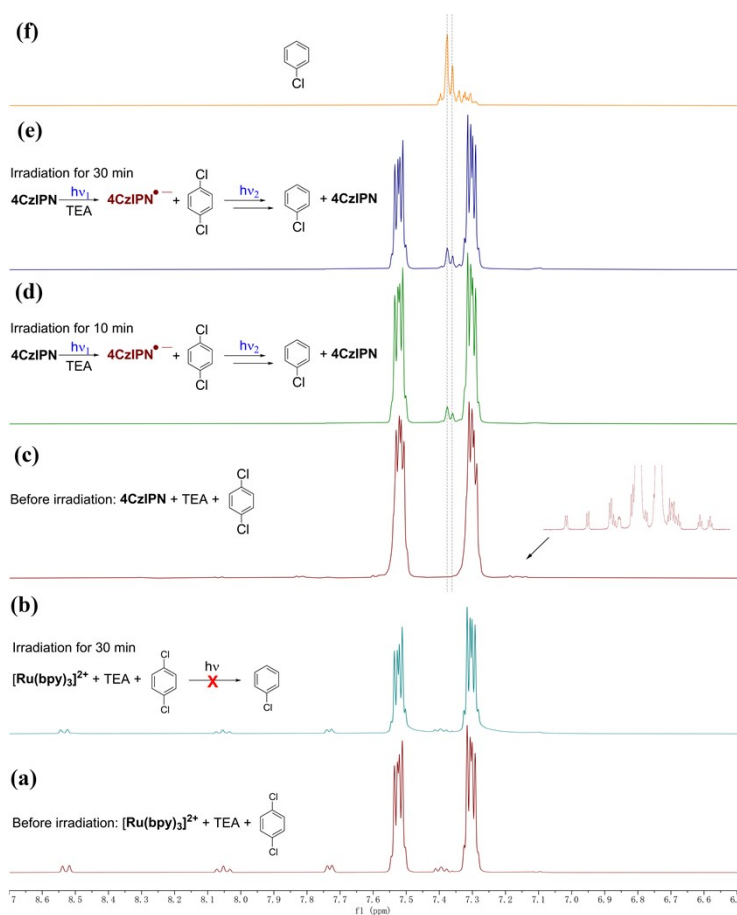 (f)
Cl
(e)
Irradiation for 30 min
4CzIPN hν₁ TEA 4CzIPN•— + Cl Cl hν₂ Cl + 4CzIPN
(d)
Irradiation for 10 min
4CzIPN hν₁ TEA 4CzIPN•— + Cl Cl hν₂ Cl + 4CzIPN
(c)
Before irradiation: 4CzIPN + TEA + Cl Cl
(b)
Irradiation for 30 min
[Ru(bpy)₃]²⁺ + TEA + Cl Cl hν X Cl
(a)
Before irradiation: [Ru(bpy)₃]²⁺ + TEA + Cl Cl
7 8.6 8.5 8.4 8.3 8.2 8.1 8.0 7.9 7.8 7.7 7.6 7.5 7.4 7.3 7.2 7.1 7.0 6.9 6.8 6.7 6.6 6.5
f1 (ppm)